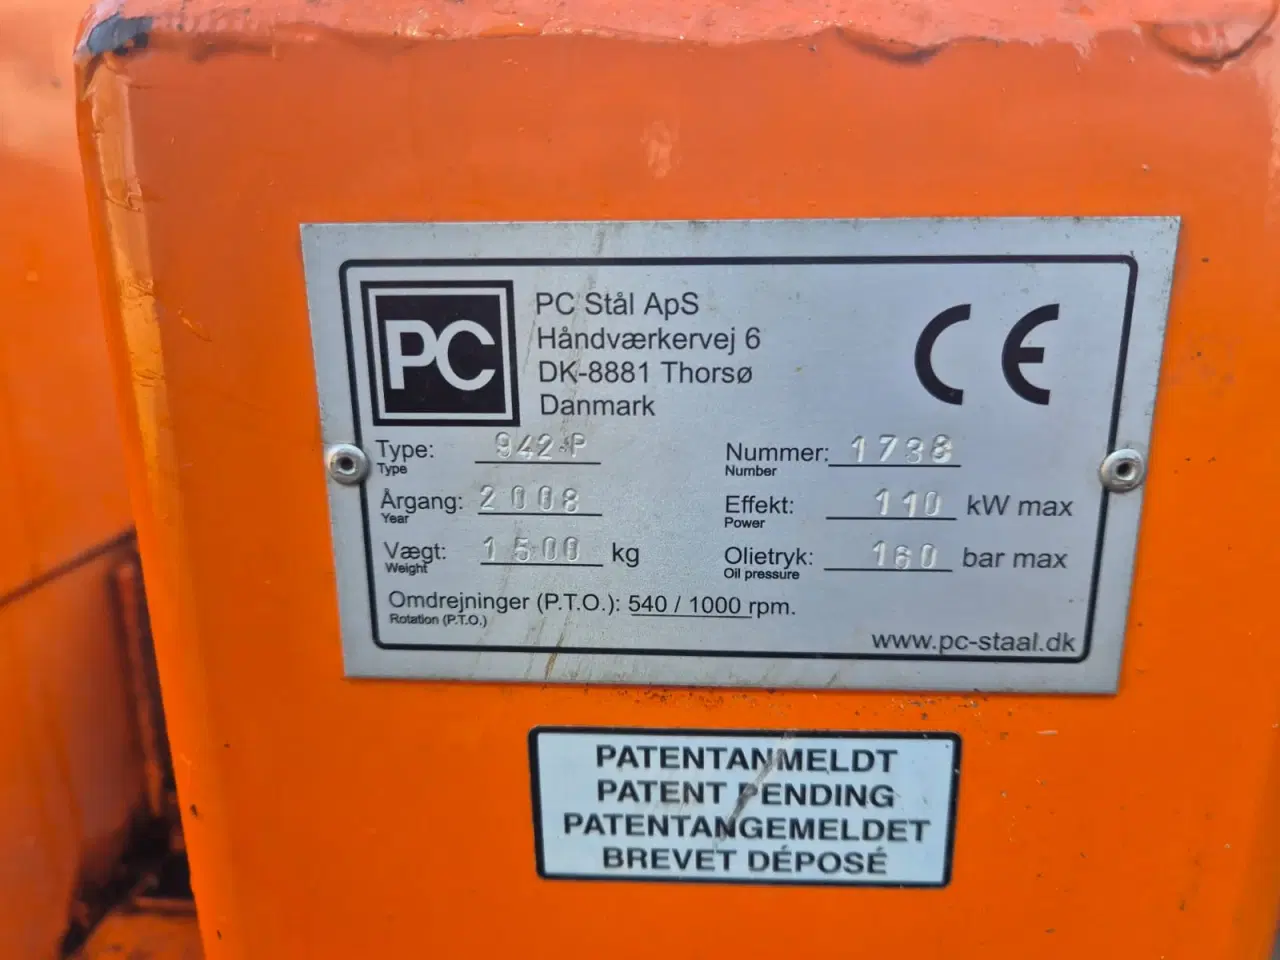 PC
PC Stål ApS
Håndværkervej 6
DK-8881 Thorsø
Danmark
CE
Type: 942 P
Type
Nummer: 1738
Number
Årgang: 2008
Year
Effekt: 110 kW max
Power
Vægt: 1500 kg
Weight
Olietryk: 160 bar max
Oil pressure
Omdrejninger (P.T.O.): 540 / 1000 rpm.
Rotation (P.T.O.)
www.pc-staal.dk
PATENTANMELDT
PATENT PENDING
PATENTANGEMELDET
BREVET DÉPOSÉ